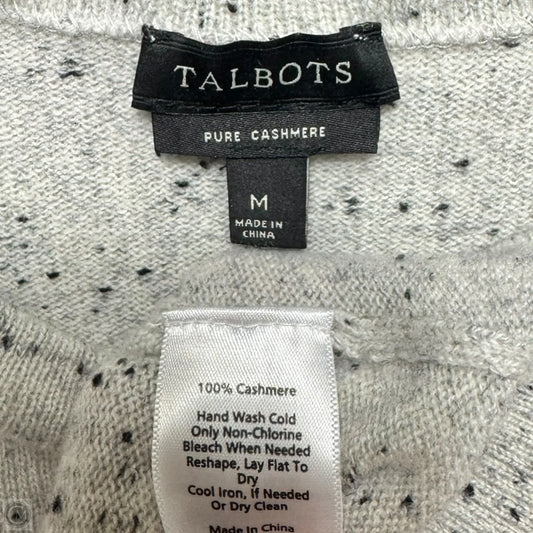 TALBOTS
PURE CASHMERE
M
MADE IN
CHINA
100% Cashmere
Hand Wash Cold
Only Non-Chlorine
Bleach When Needed
Reshape, Lay Flat To
Dry
Cool Iron, If Needed
Or Dry Clean
Made in China